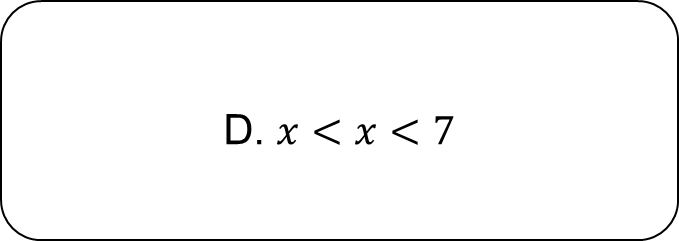 D. 𝑥 < 𝑥 < 7